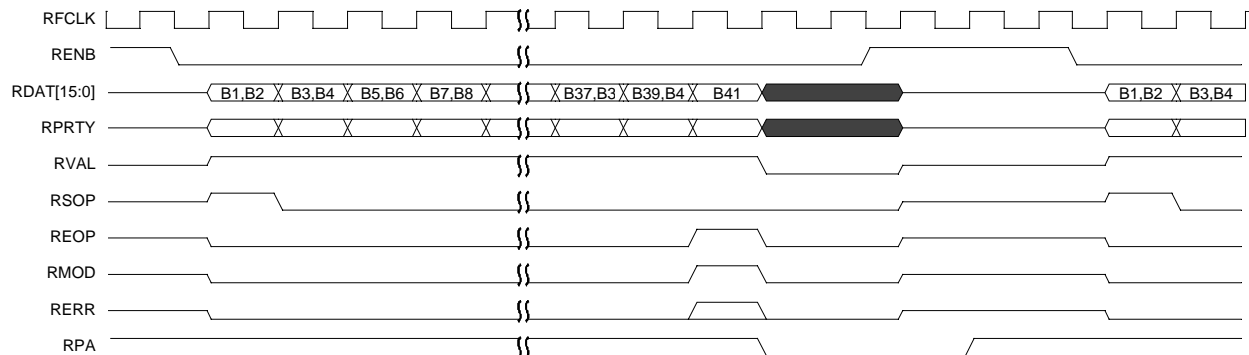 RFCLK
RENB
RDAT[15:0] B1,B2 B3,B4 B5,B6 B7,B8 B37,B3 B39,B4 B41 B1,B2 B3,B4
RPRTY
RVAL
RSOP
REOP
RMOD
RERR
RPA